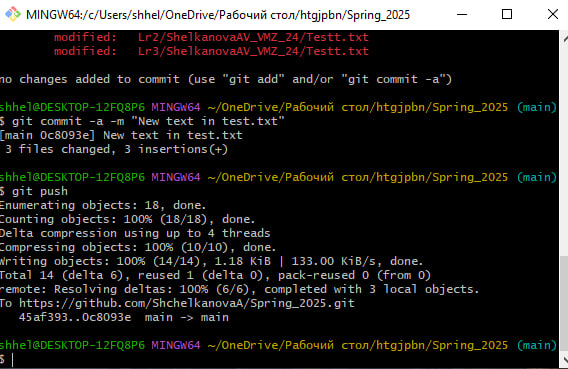 MINGW64:/c/Users/shhel/OneDrive/Рабочий стол/htgjpbn/Spring_2025
modified:   Lr2/ShelkanovaAV_VMZ_24/Testt.txt
modified:   Lr3/ShelkanovaAV_VMZ_24/Testt.txt
no changes added to commit (use "git add" and/or "git commit -a")
shhel@DESKTOP-12FQ8P6 MINGW64 ~/OneDrive/Рабочий стол/htgjpbn/Spring_2025 (main)
$ git commit -a -m "New text in test.txt"
[main 0c8093e] New text in test.txt
3 files changed, 3 insertions(+)
shhel@DESKTOP-12FQ8P6 MINGW64 ~/OneDrive/Рабочий стол/htgjpbn/Spring_2025 (main)
$ git push
Enumerating objects: 18, done.
Counting objects: 100% (18/18), done.
Delta compression using up to 4 threads
Compressing objects: 100% (10/10), done.
Writing objects: 100% (14/14), 1.18 KiB | 133.00 KiB/s, done.
Total 14 (delta 6), reused 1 (delta 0), pack-reused 0 (from 0)
remote: Resolving deltas: 100% (6/6), completed with 3 local objects.
To https://github.com/ShchelkanovaA/Spring_2025.git
45af393..0c8093e  main -> main
shhel@DESKTOP-12FQ8P6 MINGW64 ~/OneDrive/Рабочий стол/htgjpbn/Spring_2025 (main)
$